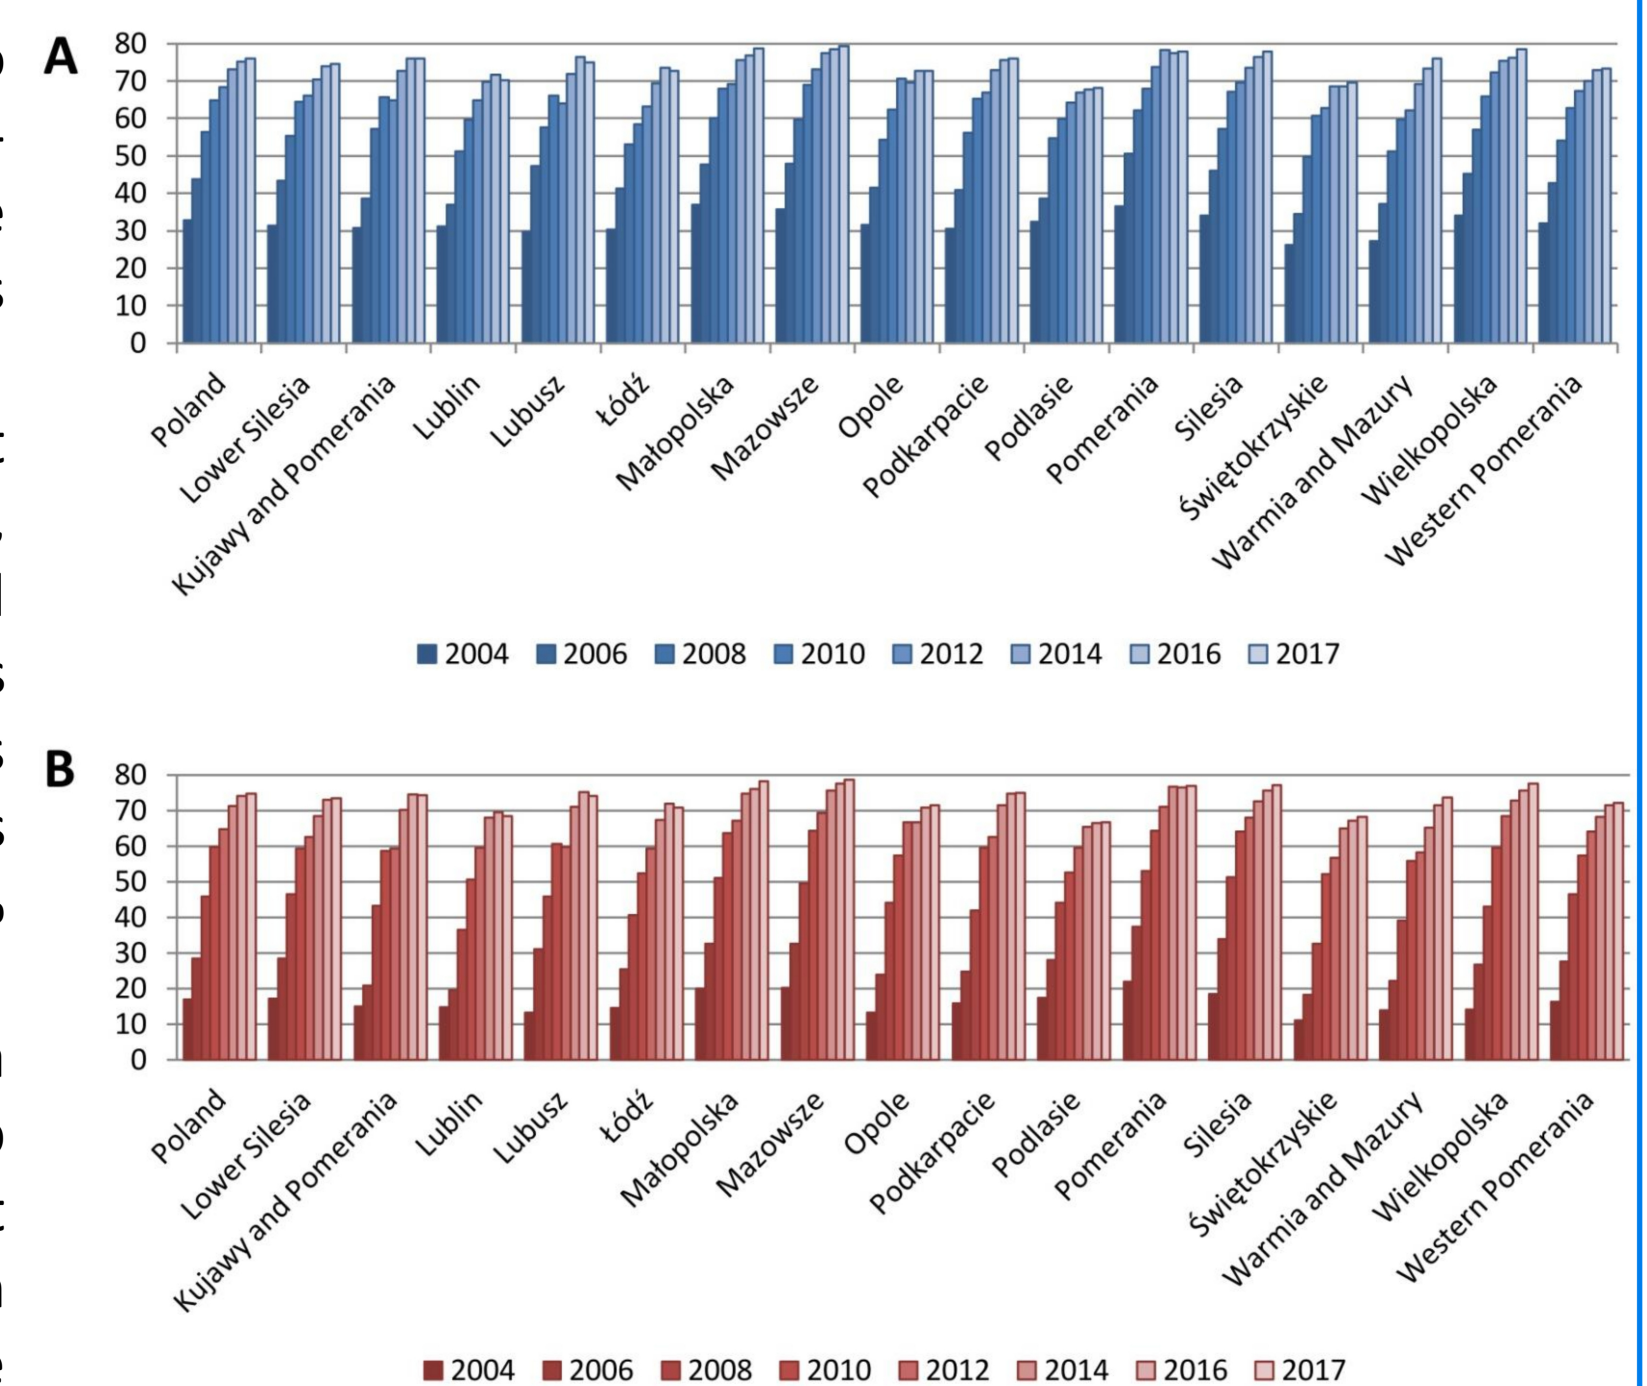 A
80
70
60
50
40
30
20
10
0
Poland
Lower Silesia
Kujawy and Pomerania
Lublin
Lubusz
Łódź
Małopolska
Mazowsze
Opole
Podkarpacie
Podlasie
Pomerania
Silesia
Świętokrzyskie
Warmia and Mazury
Wielkopolska
Western Pomerania
2004 2006 2008 2010 2012 2014 2016 2017
B
80
70
60
50
40
30
20
10
0
Poland
Lower Silesia
Kujawy and Pomerania
Lublin
Lubusz
Łódź
Małopolska
Mazowsze
Opole
Podkarpacie
Podlasie
Pomerania
Silesia
Świętokrzyskie
Warmia and Mazury
Wielkopolska
Western Pomerania
2004 2006 2008 2010 2012 2014 2016 2017